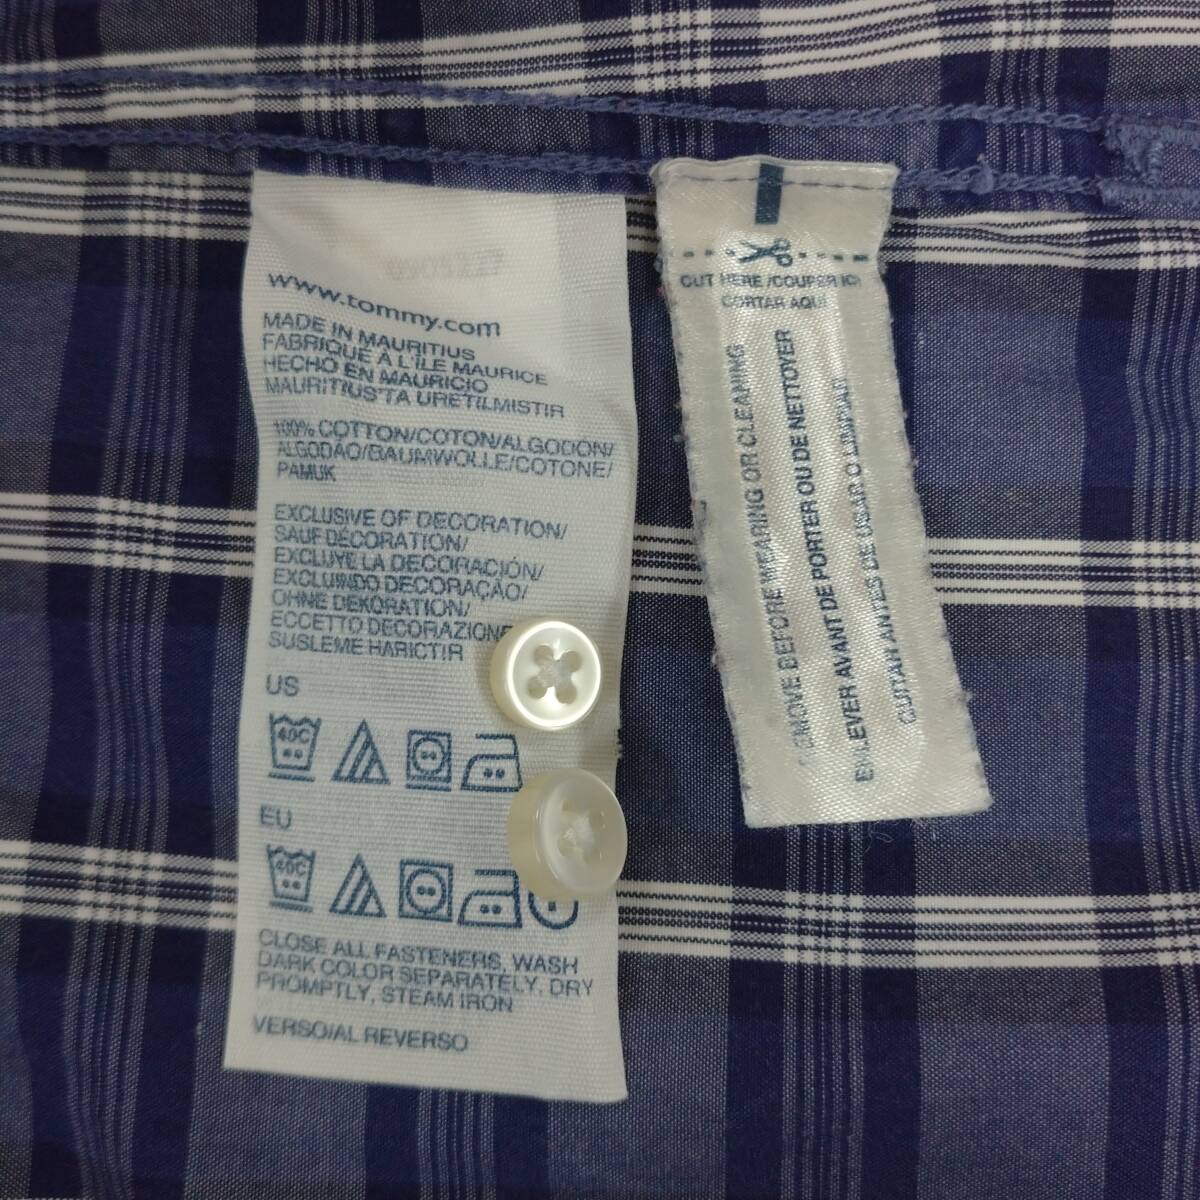 www.tommy.com
MADE IN MAURITIUS
FABRIQUÉ À L'ÎLE MAURICE
HECHO EN MAURICIO
MAURITIUS'TA URETILMISTIR
100% COTTON/COTON/ALGODÓN/
ALGODÃO/BAUMWOLLE/COTONE/
PAMUK
EXCLUSIVE OF DECORATION/
SAUF DÉCORATION/
EXCLUYE LA DECORACIÓN/
EXCLUINDO DECORAÇÃO/
OHNE DEKORATION/
ECCETTO DECORAZIONE
SUSLEME HARICTIR
US
40C
EU
40C
CLOSE ALL FASTENERS, WASH
DARK COLOR SEPARATELY, DRY
PROMPTLY, STEAM IRON
VERSO/AL REVERSO
CUT HERE /COUPER ICI
CORTAR AQUI
EMOVE BEFORE WEARING OR CLEANING
ENLEVER AVANT DE PORTER OU DE NETTOYER
QUITAR ANTES DE USAR O LIMPIAR